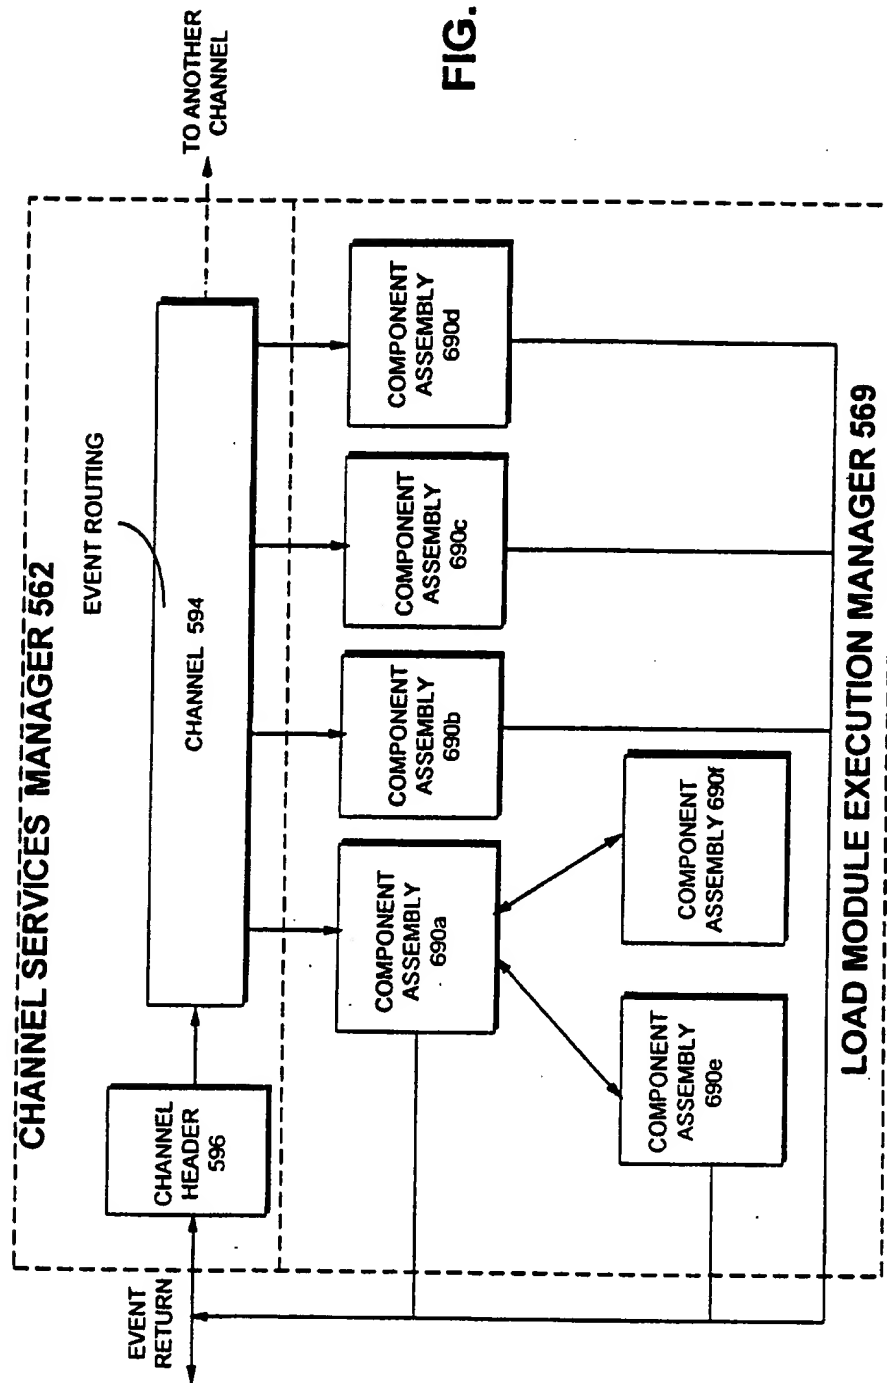 CHANNEL SERVICES MANAGER 562
EVENT ROUTING
EVENT
RETURN
CHANNEL
HEADER
596
CHANNEL 594
TO ANOTHER
CHANNEL
COMPONENT
ASSEMBLY
690a
COMPONENT
ASSEMBLY
690b
COMPONENT
ASSEMBLY
690c
COMPONENT
ASSEMBLY
690d
COMPONENT
ASSEMBLY
690e
COMPONENT
ASSEMBLY 690f
LOAD MODULE EXECUTION MANAGER 569
FIG.